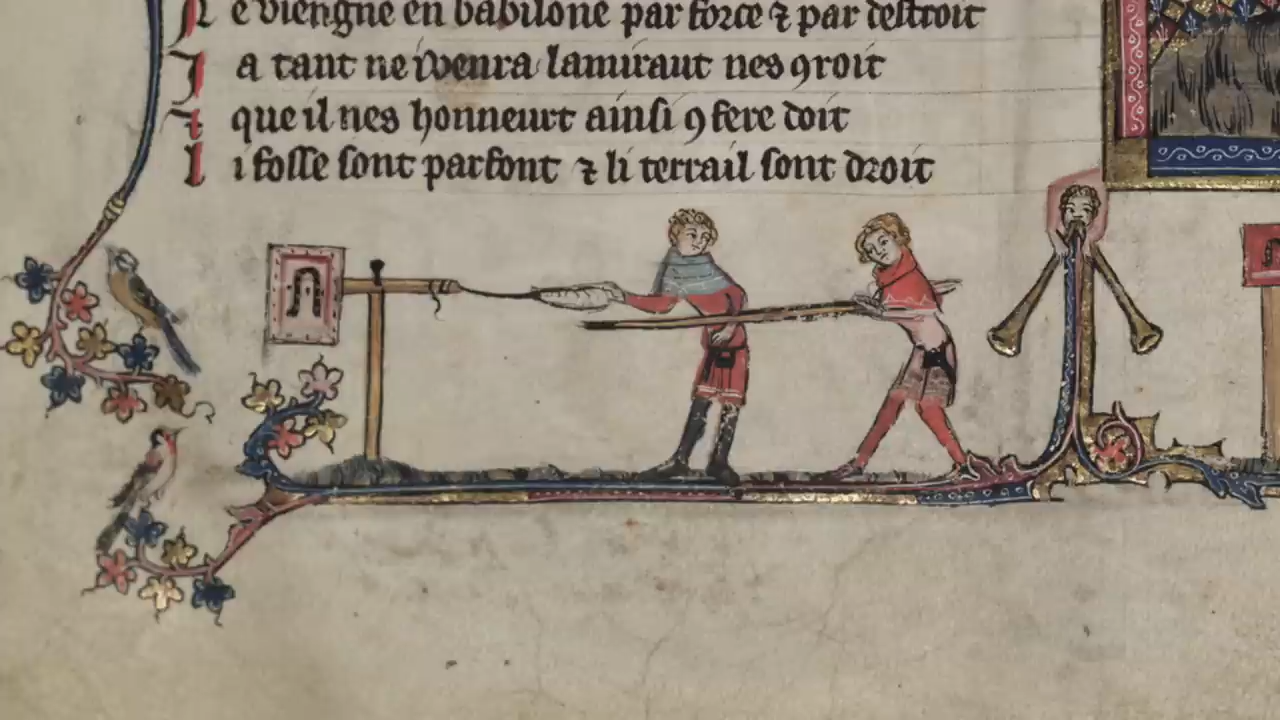 N e viengne en babilone par force ⁊ par destroit
J a tant ne i venra lamiraut nes ꝯroit
⁊ que il nes honneurt ainsi ꝯ fere doit
l i fosse sont parfont ⁊ li terrail sont droit